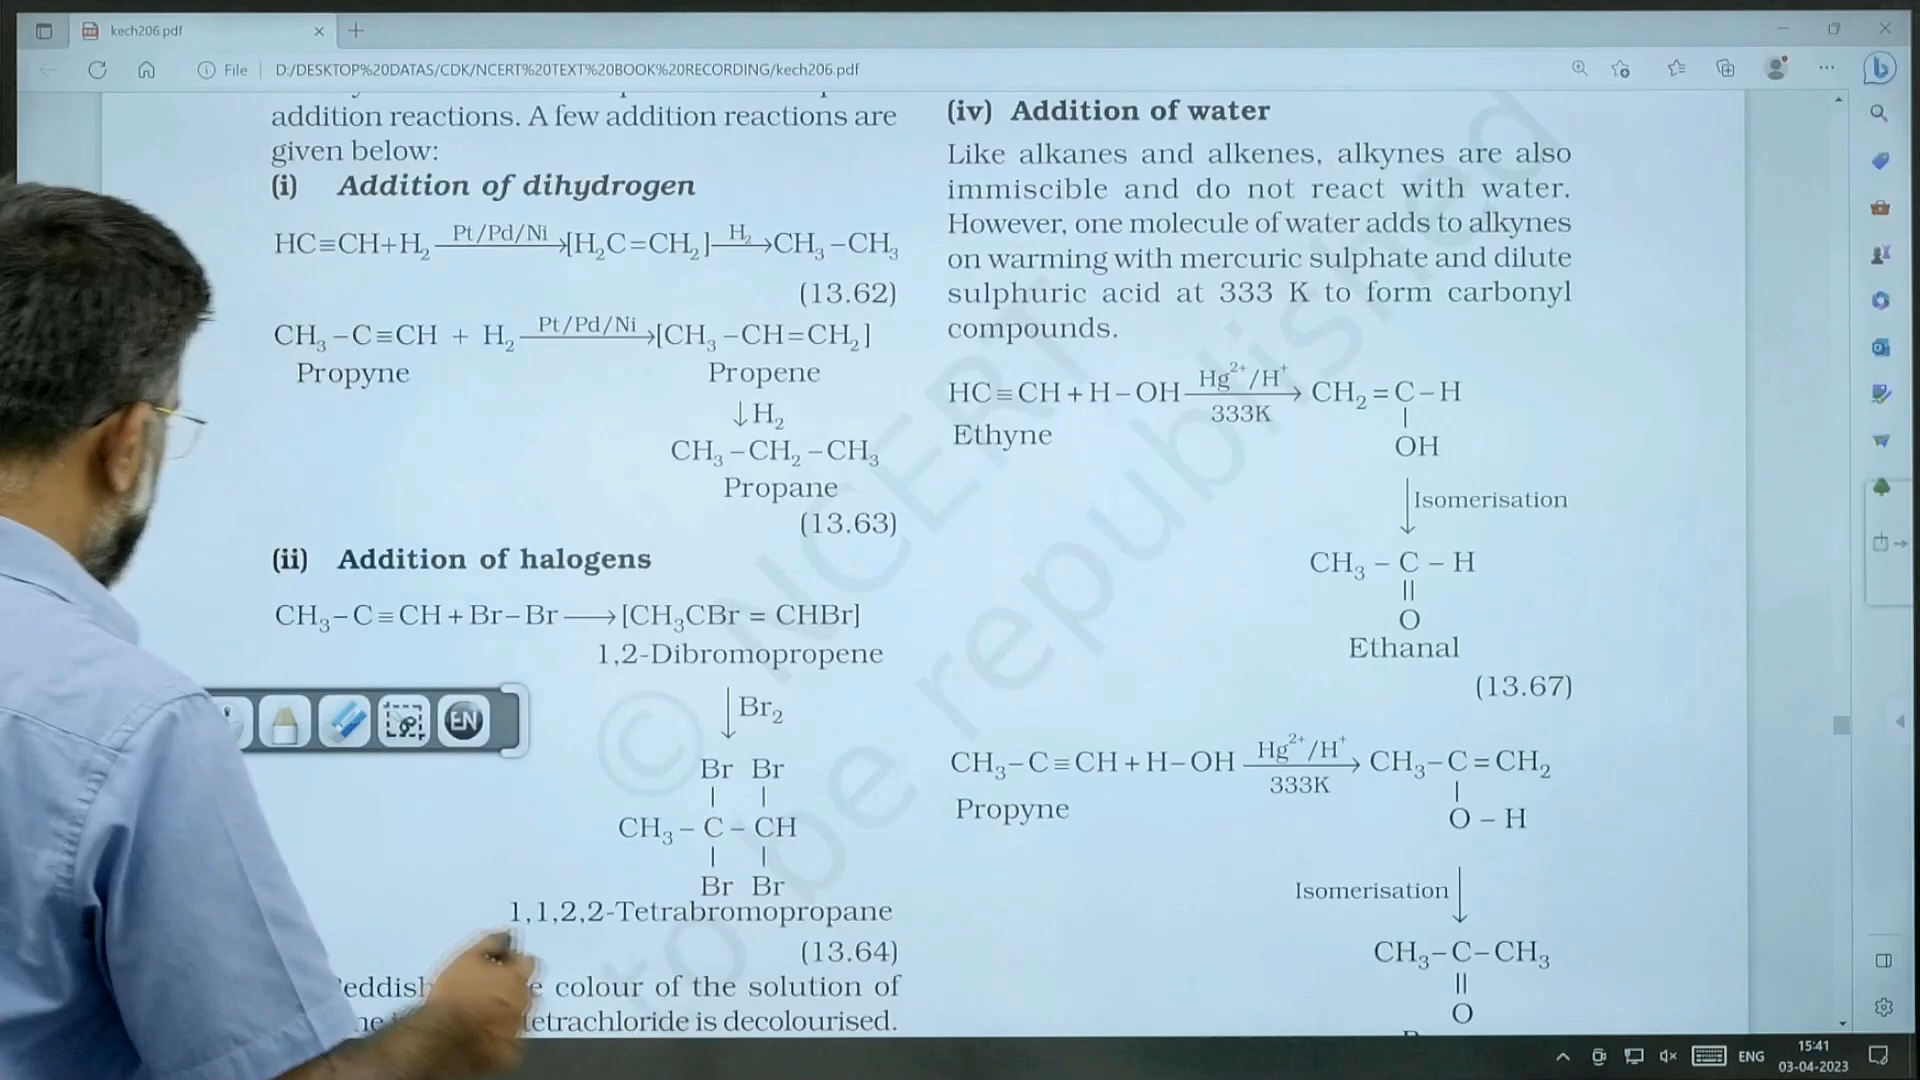 kech206.pdf
File
D:/DESKTOP%20DATAS/CDK/NCERT%20TEXT%20BOOK%20RECORDING/kech206.pdf
addition reactions. A few addition reactions are
given below:
(i) Addition of dihydrogen
HC≡CH+H₂ Pt/Pd/Ni→[H₂C=CH₂] H₂→CH₃–CH₃
(13.62)
CH₃–C≡CH + H₂ Pt/Pd/Ni→[CH₃–CH=CH₂]
Propyne Propene
↓H₂
CH₃–CH₂–CH₃
Propane
(13.63)
(ii) Addition of halogens
CH₃–C≡CH+Br–Br⟶[CH₃CBr = CHBr]
1,2-Dibromopropene
↓Br₂
Br Br
| |
CH₃–C–CH
| |
Br Br
1,1,2,2-Tetrabromopropane
(13.64)
colour of the solution of
tetrachloride is decolourised.
EN
(iv) Addition of water
Like alkanes and alkenes, alkynes are also
immiscible and do not react with water.
However, one molecule of water adds to alkynes
on warming with mercuric sulphate and dilute
sulphuric acid at 333 K to form carbonyl
compounds.
HC≡CH+H–OH Hg²⁺/H⁺→ CH₂=C–H
333K
|
Ethyne OH
↓Isomerisation
CH₃–C–H
||
O
Ethanal
(13.67)
CH₃–C≡CH+H–OH Hg²⁺/H⁺→ CH₃–C=CH₂
333K
|
Propyne O–H
Isomerisation↓
CH₃–C–CH₃
||
O
© NCERT
to be republished
ENG
15:41
03-04-2023